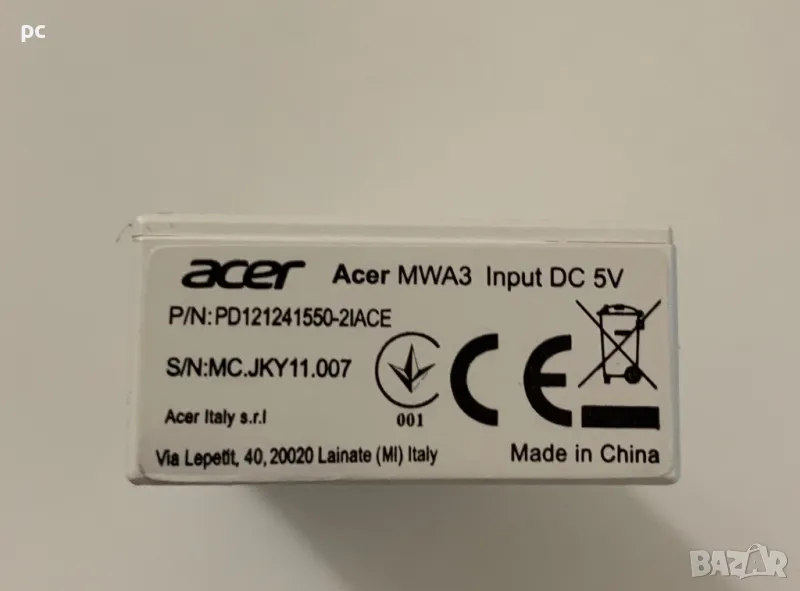 pc
acer Acer MWA3 Input DC 5V
P/N:PD121241550-2IACE
S/N:MC.JKY11.007
001
CE
Acer Italy s.r.l
Via Lepetit, 40, 20020 Lainate (MI) Italy
Made in China
BAZAR